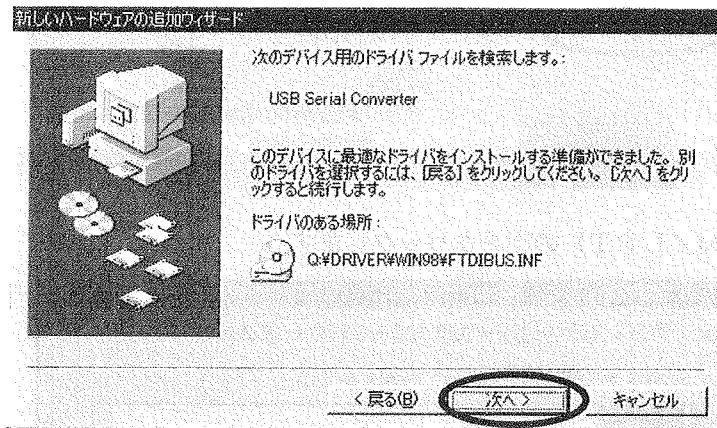 新しいハードウェアの追加ウィザード
次のデバイス用のドライバ ファイルを検索します。:
USB Serial Converter
このデバイスに最適なドライバをインストールする準備ができました。別
のドライバを選択するには、[戻る] をクリックしてください。[次へ] をクリ
ックすると続行します。
ドライバのある場所:
Q:¥DRIVER¥WIN98¥FTDIBUS.INF
< 戻る(B)
次へ >
キャンセル